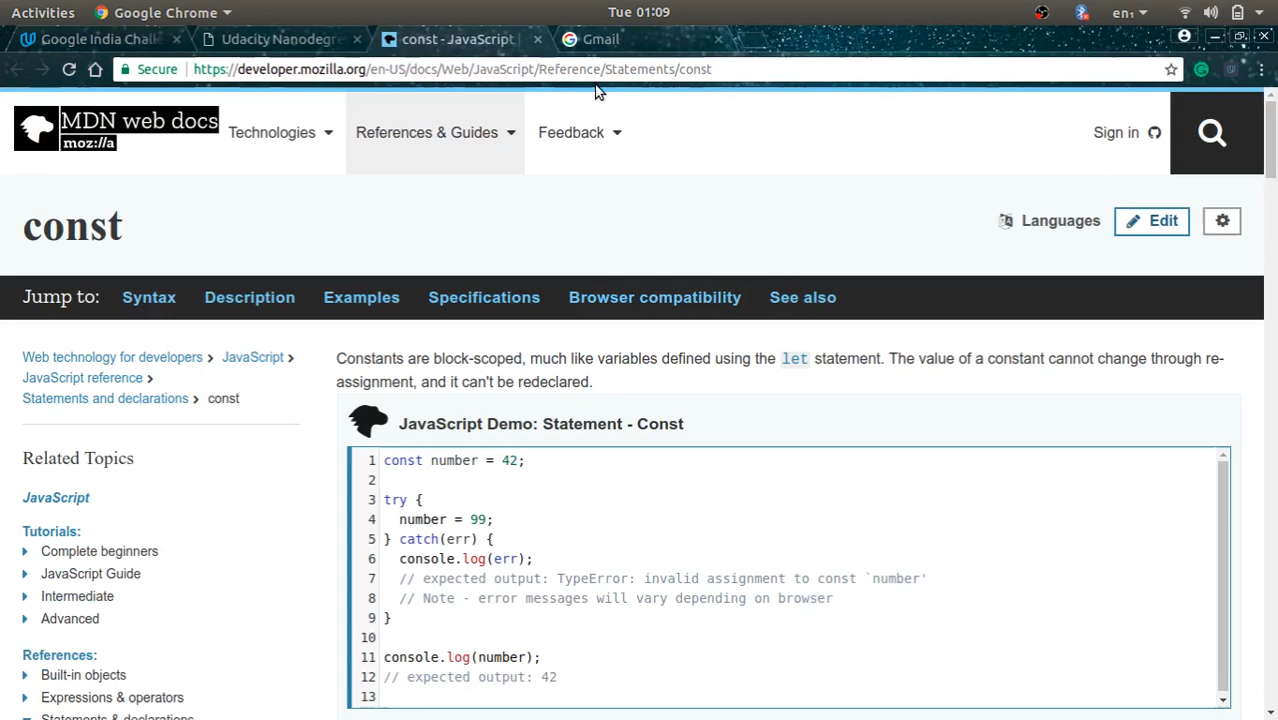 Activities Google Chrome Tue 01:09 en₁
Google India Chall Udacity Nanodegre const - JavaScript Gmail
Secure https://developer.mozilla.org/en-US/docs/Web/JavaScript/Reference/Statements/const
MDN web docs
moz://a
Technologies References & Guides Feedback Sign in
const
Languages Edit
Jump to: Syntax Description Examples Specifications Browser compatibility See also
Web technology for developers JavaScript
JavaScript reference
Statements and declarations const
Related Topics
JavaScript
Tutorials:
Complete beginners
JavaScript Guide
Intermediate
Advanced
References:
Built-in objects
Expressions & operators
Statements & declarations
Constants are block-scoped, much like variables defined using the let statement. The value of a constant cannot change through re-
assignment, and it can't be redeclared.
JavaScript Demo: Statement - Const
1 const number = 42;
2
3 try {
4 number = 99;
5 } catch(err) {
6 console.log(err);
7 // expected output: TypeError: invalid assignment to const `number'
8 // Note - error messages will vary depending on browser
9 }
10
11 console.log(number);
12 // expected output: 42
13